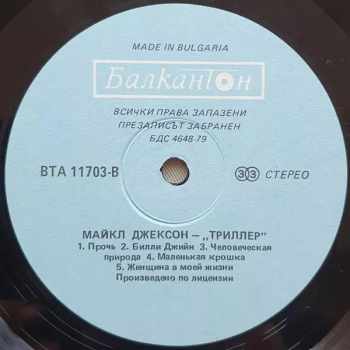 MADE IN BULGARIA
Балкантон
ВСИЧКИ ПРАВА ЗАПАЗЕНИ
ПРЕЗАПИСЪТ ЗАБРАНЕН
БДС 4648-79
ВТА 11703-В
33 СТЕРЕО
МАЙКЛ ДЖЕКСОН – „ТРИЛЛЕР”
1. Прочь 2. Билли Джийн 3. Человеческая
природа 4. Маленькая крошка
5. Женщина в моей жизни
Произведено по лицензии